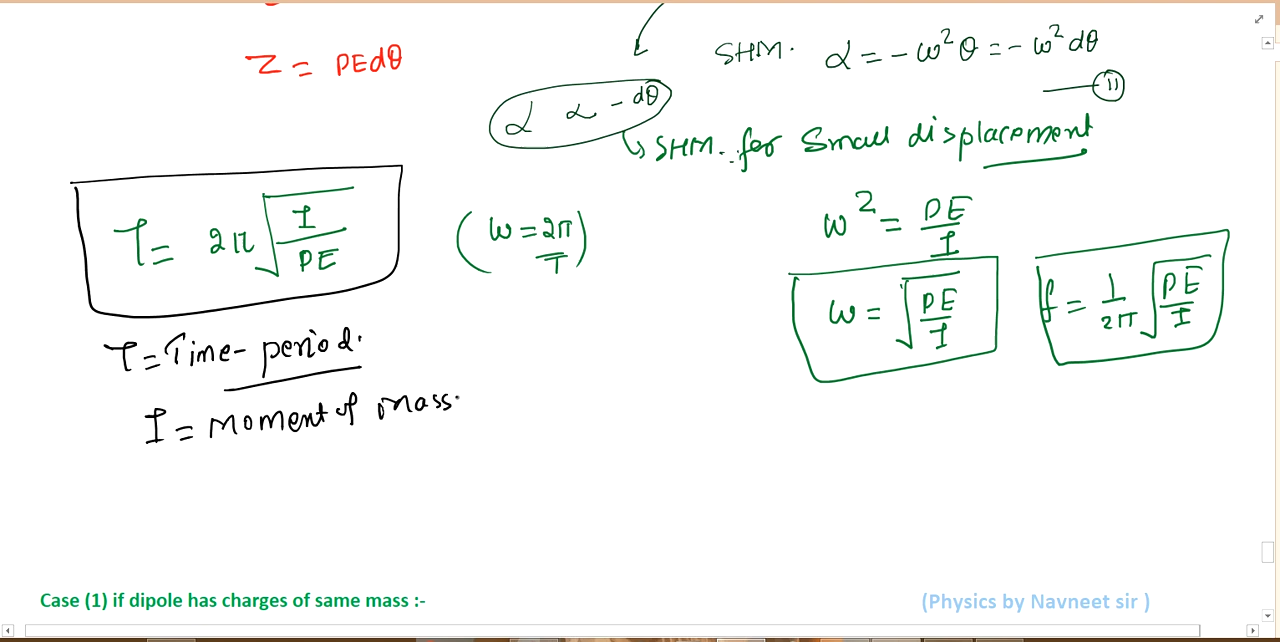 SHM. α = - ω² θ = - ω² dθ
τ = PEdθ
(11)
α ∝ - dθ
↳ SHM. for Small displacement
ω² = PE/I
T = 2π √(I/PE) (ω = 2π/T)
ω = √(PE/I) f = 1/2π √(PE/I)
T = Time-period.
I = Moment of mass.
Case (1) if dipole has charges of same mass :- (Physics by Navneet sir )